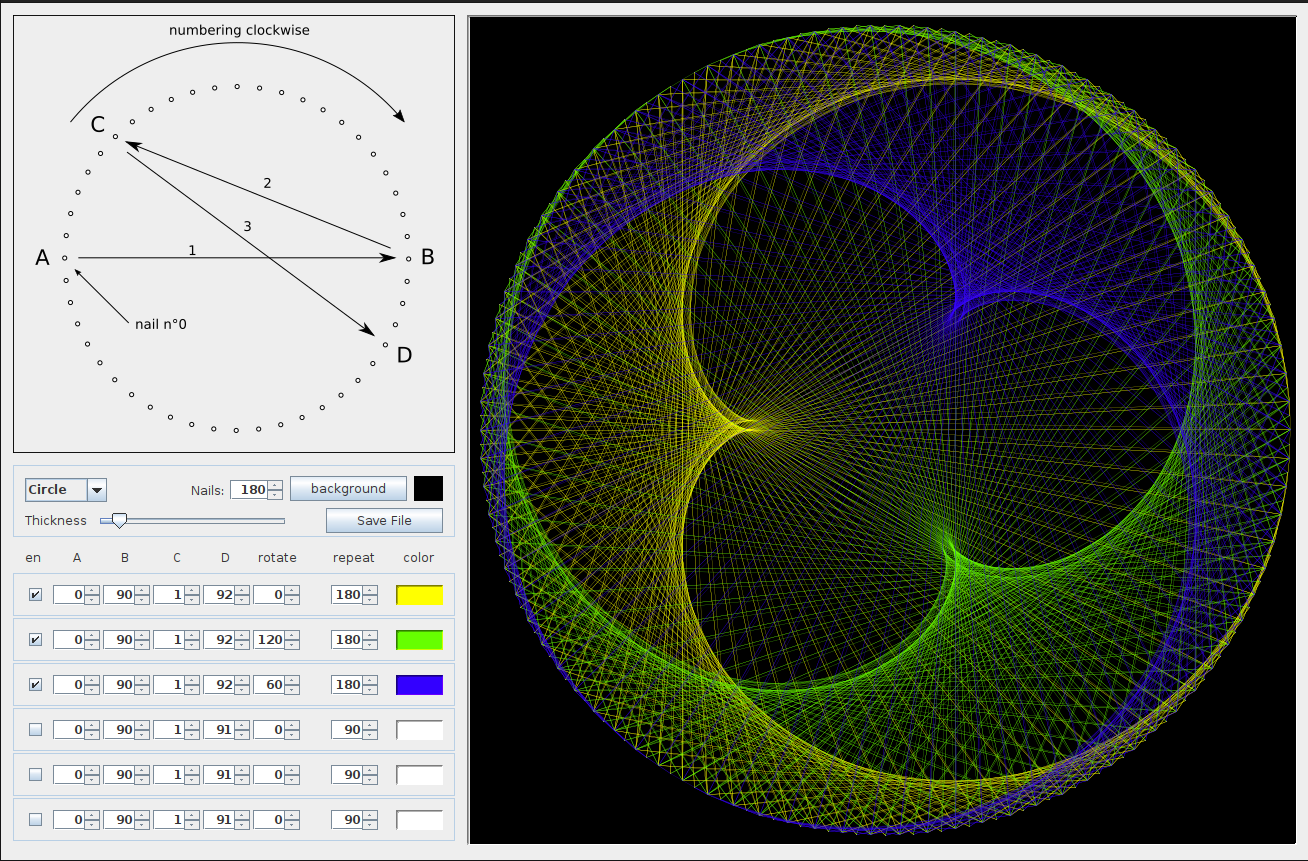 numbering clockwise
C
2
3
A
1
B
nail n°0
D
Circle Nails: 180 background
Thickness Save File
en A B C D rotate repeat color
0 90 1 92 0 180
0 90 1 92 120 180
0 90 1 92 60 180
0 90 1 91 0 90
0 90 1 91 0 90
0 90 1 91 0 90